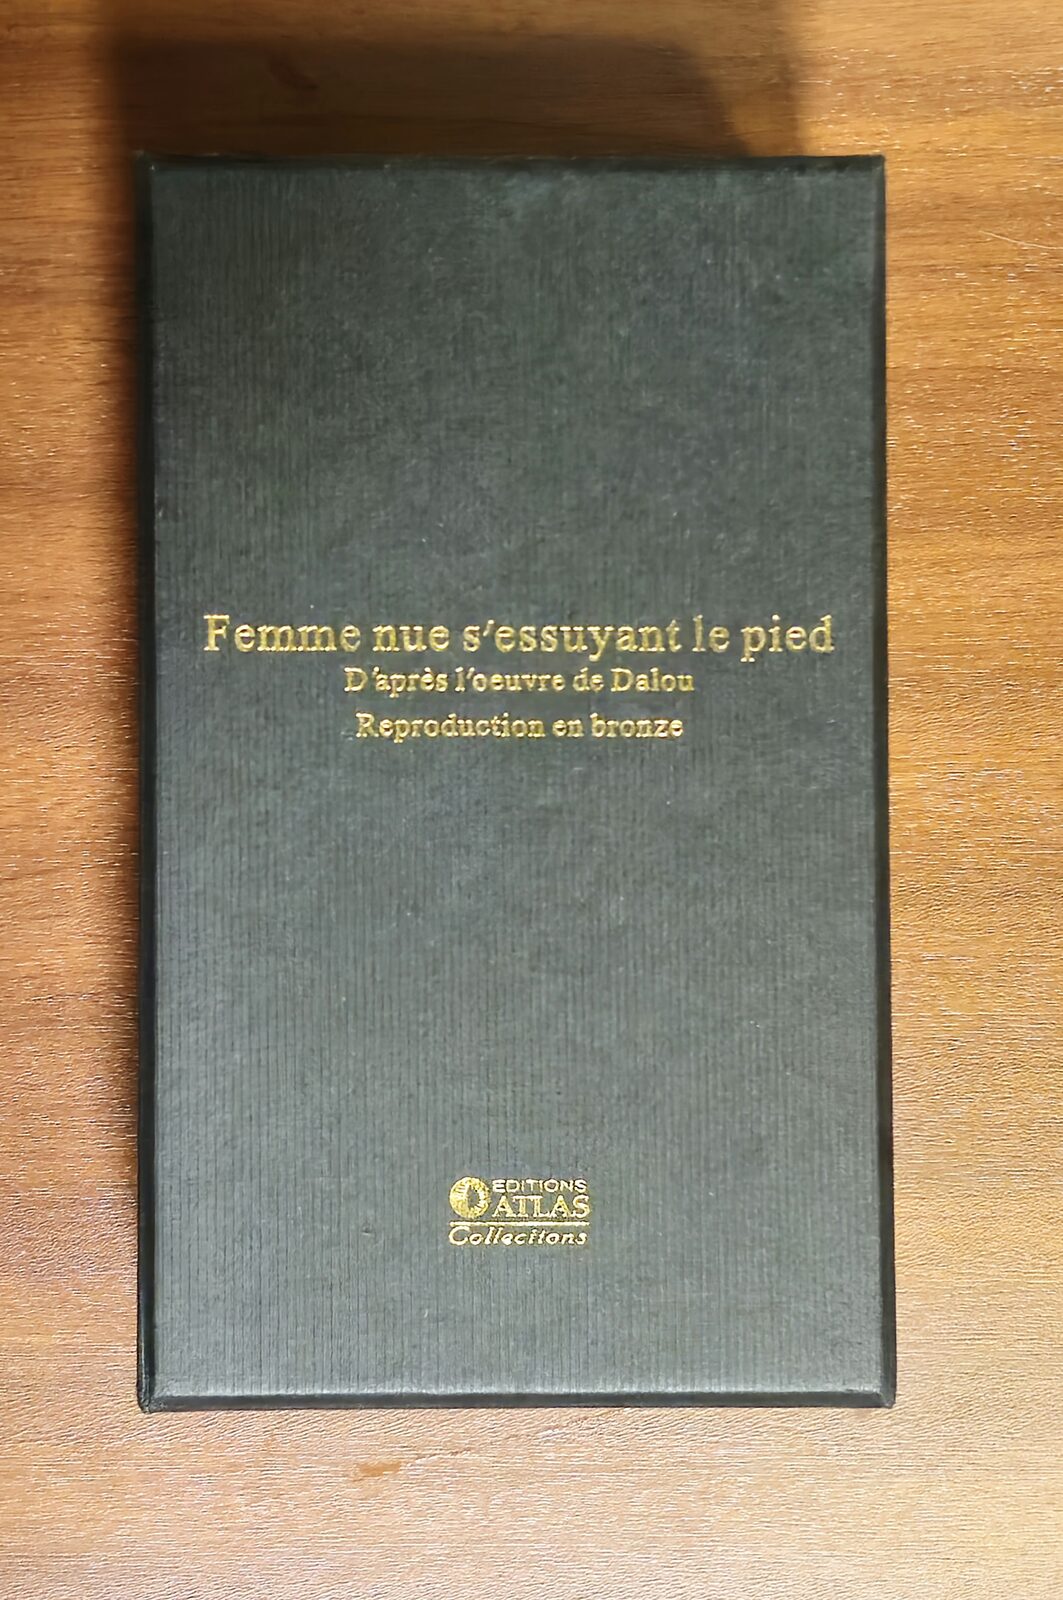 Femme nue s'essuyant le pied
D'après l'oeuvre de Dalou
Reproduction en bronze
EDITIONS
ATLAS
Collections